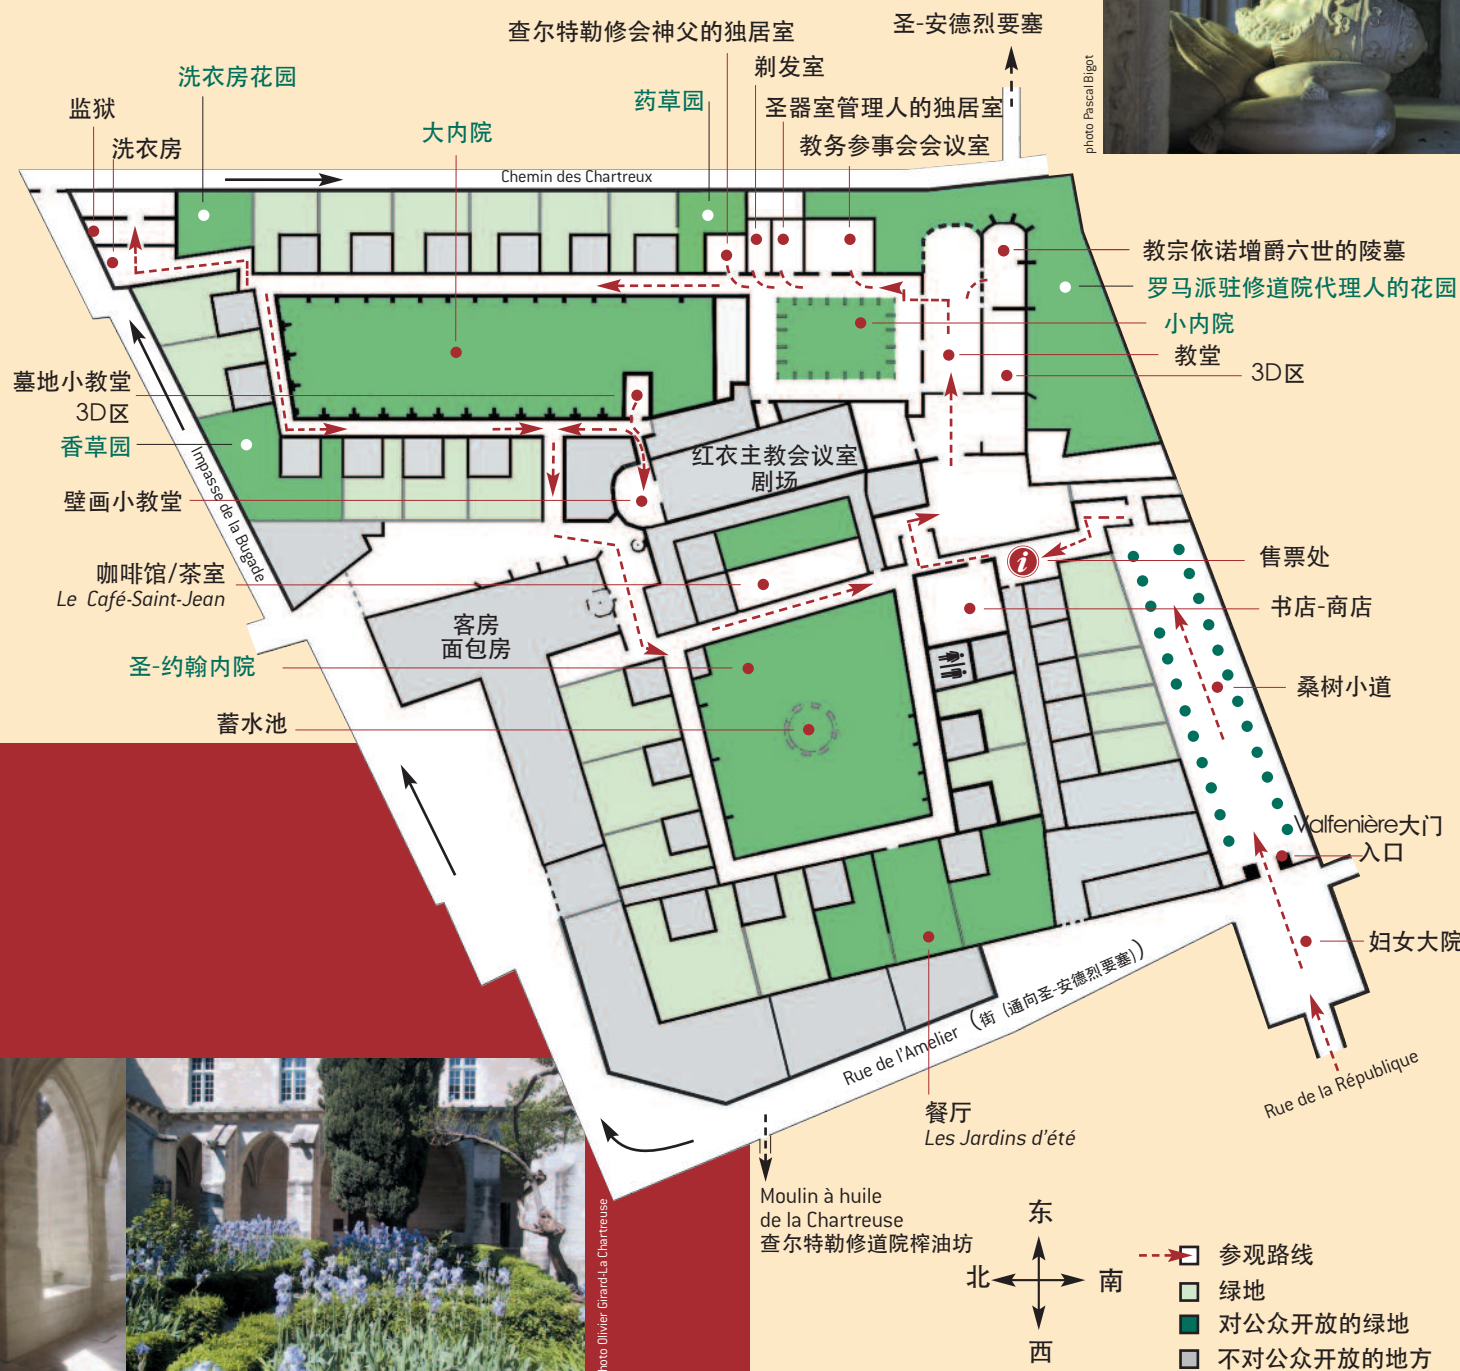 查尔特勒修会神父的独居室
圣-安德烈要塞
剃发室
洗衣房花园
药草园
圣器室管理人的独居室
监狱
大内院
洗衣房
教务参事会会议室
photo Pascal Bigot
Chemin des Chartreux
教宗依诺增爵六世的陵墓
罗马派驻修道院代理人的花园
小内院
教堂
3D区
墓地小教堂
3D区
香草园
红衣主教会议室
剧场
壁画小教堂
Impasse de la Bugade
售票处
咖啡馆/茶室
Le Café-Saint-Jean
书店-商店
客房
面包房
圣-约翰内院
桑树小道
蓄水池
Valfenière大门
入口
妇女大院
Rue de l'Amelier (街 (通向圣-安德烈要塞))
Rue de la République
餐厅
Les Jardins d'été
Moulin à huile
de la Chartreuse
查尔特勒修道院榨油坊
hoto Olivier Girard-La Chartreuse
东
北
南
西
参观路线
绿地
对公众开放的绿地
不对公众开放的地方